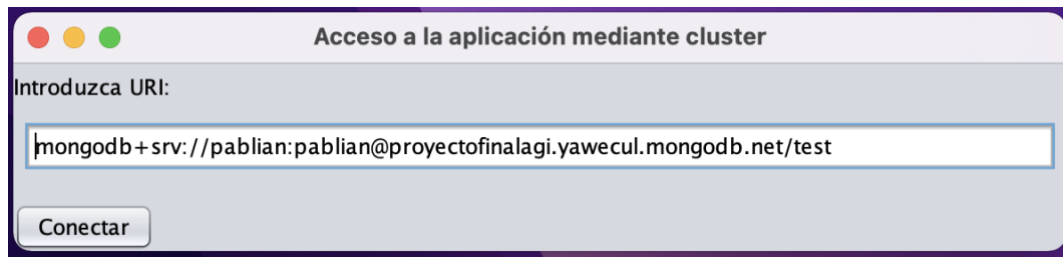 Acceso a la aplicación mediante cluster
Introduzca URI:
mongodb+srv://pablian:pablian@proyectofinalagi.yawecul.mongodb.net/test
Conectar